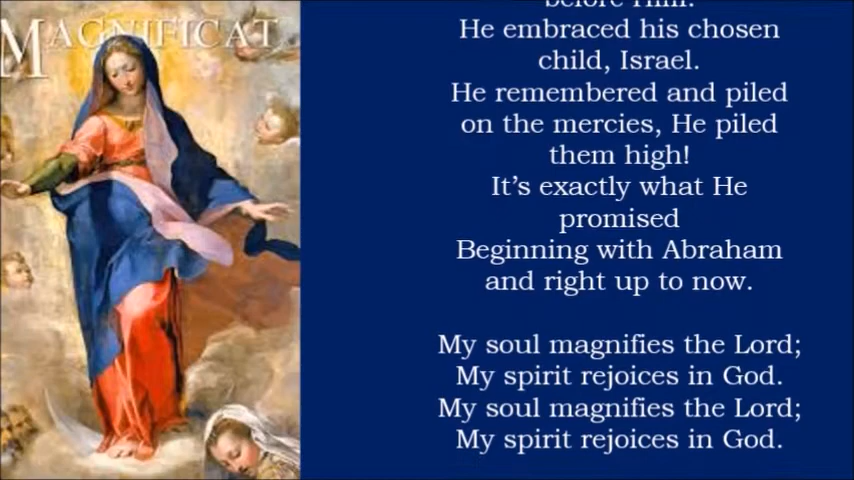 MAGNIFICAT
before Him.
He embraced his chosen
child, Israel.
He remembered and piled
on the mercies, He piled
them high!
It's exactly what He
promised
Beginning with Abraham
and right up to now.
My soul magnifies the Lord;
My spirit rejoices in God.
My soul magnifies the Lord;
My spirit rejoices in God.